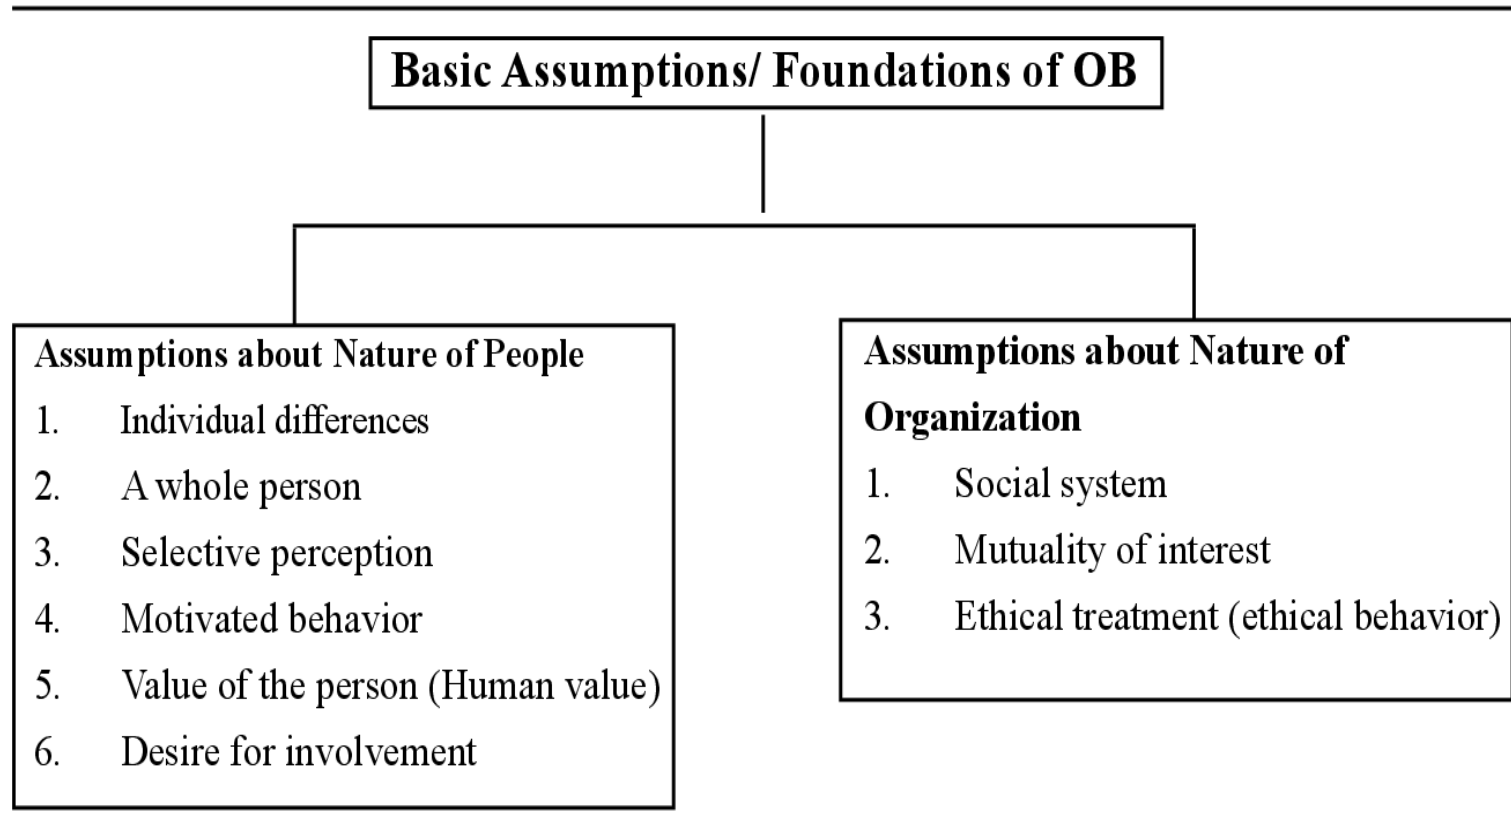 Basic Assumptions/ Foundations of OB
Assumptions about Nature of People
1. Individual differences
2. A whole person
3. Selective perception
4. Motivated behavior
5. Value of the person (Human value)
6. Desire for involvement
Assumptions about Nature of
Organization
1. Social system
2. Mutuality of interest
3. Ethical treatment (ethical behavior)